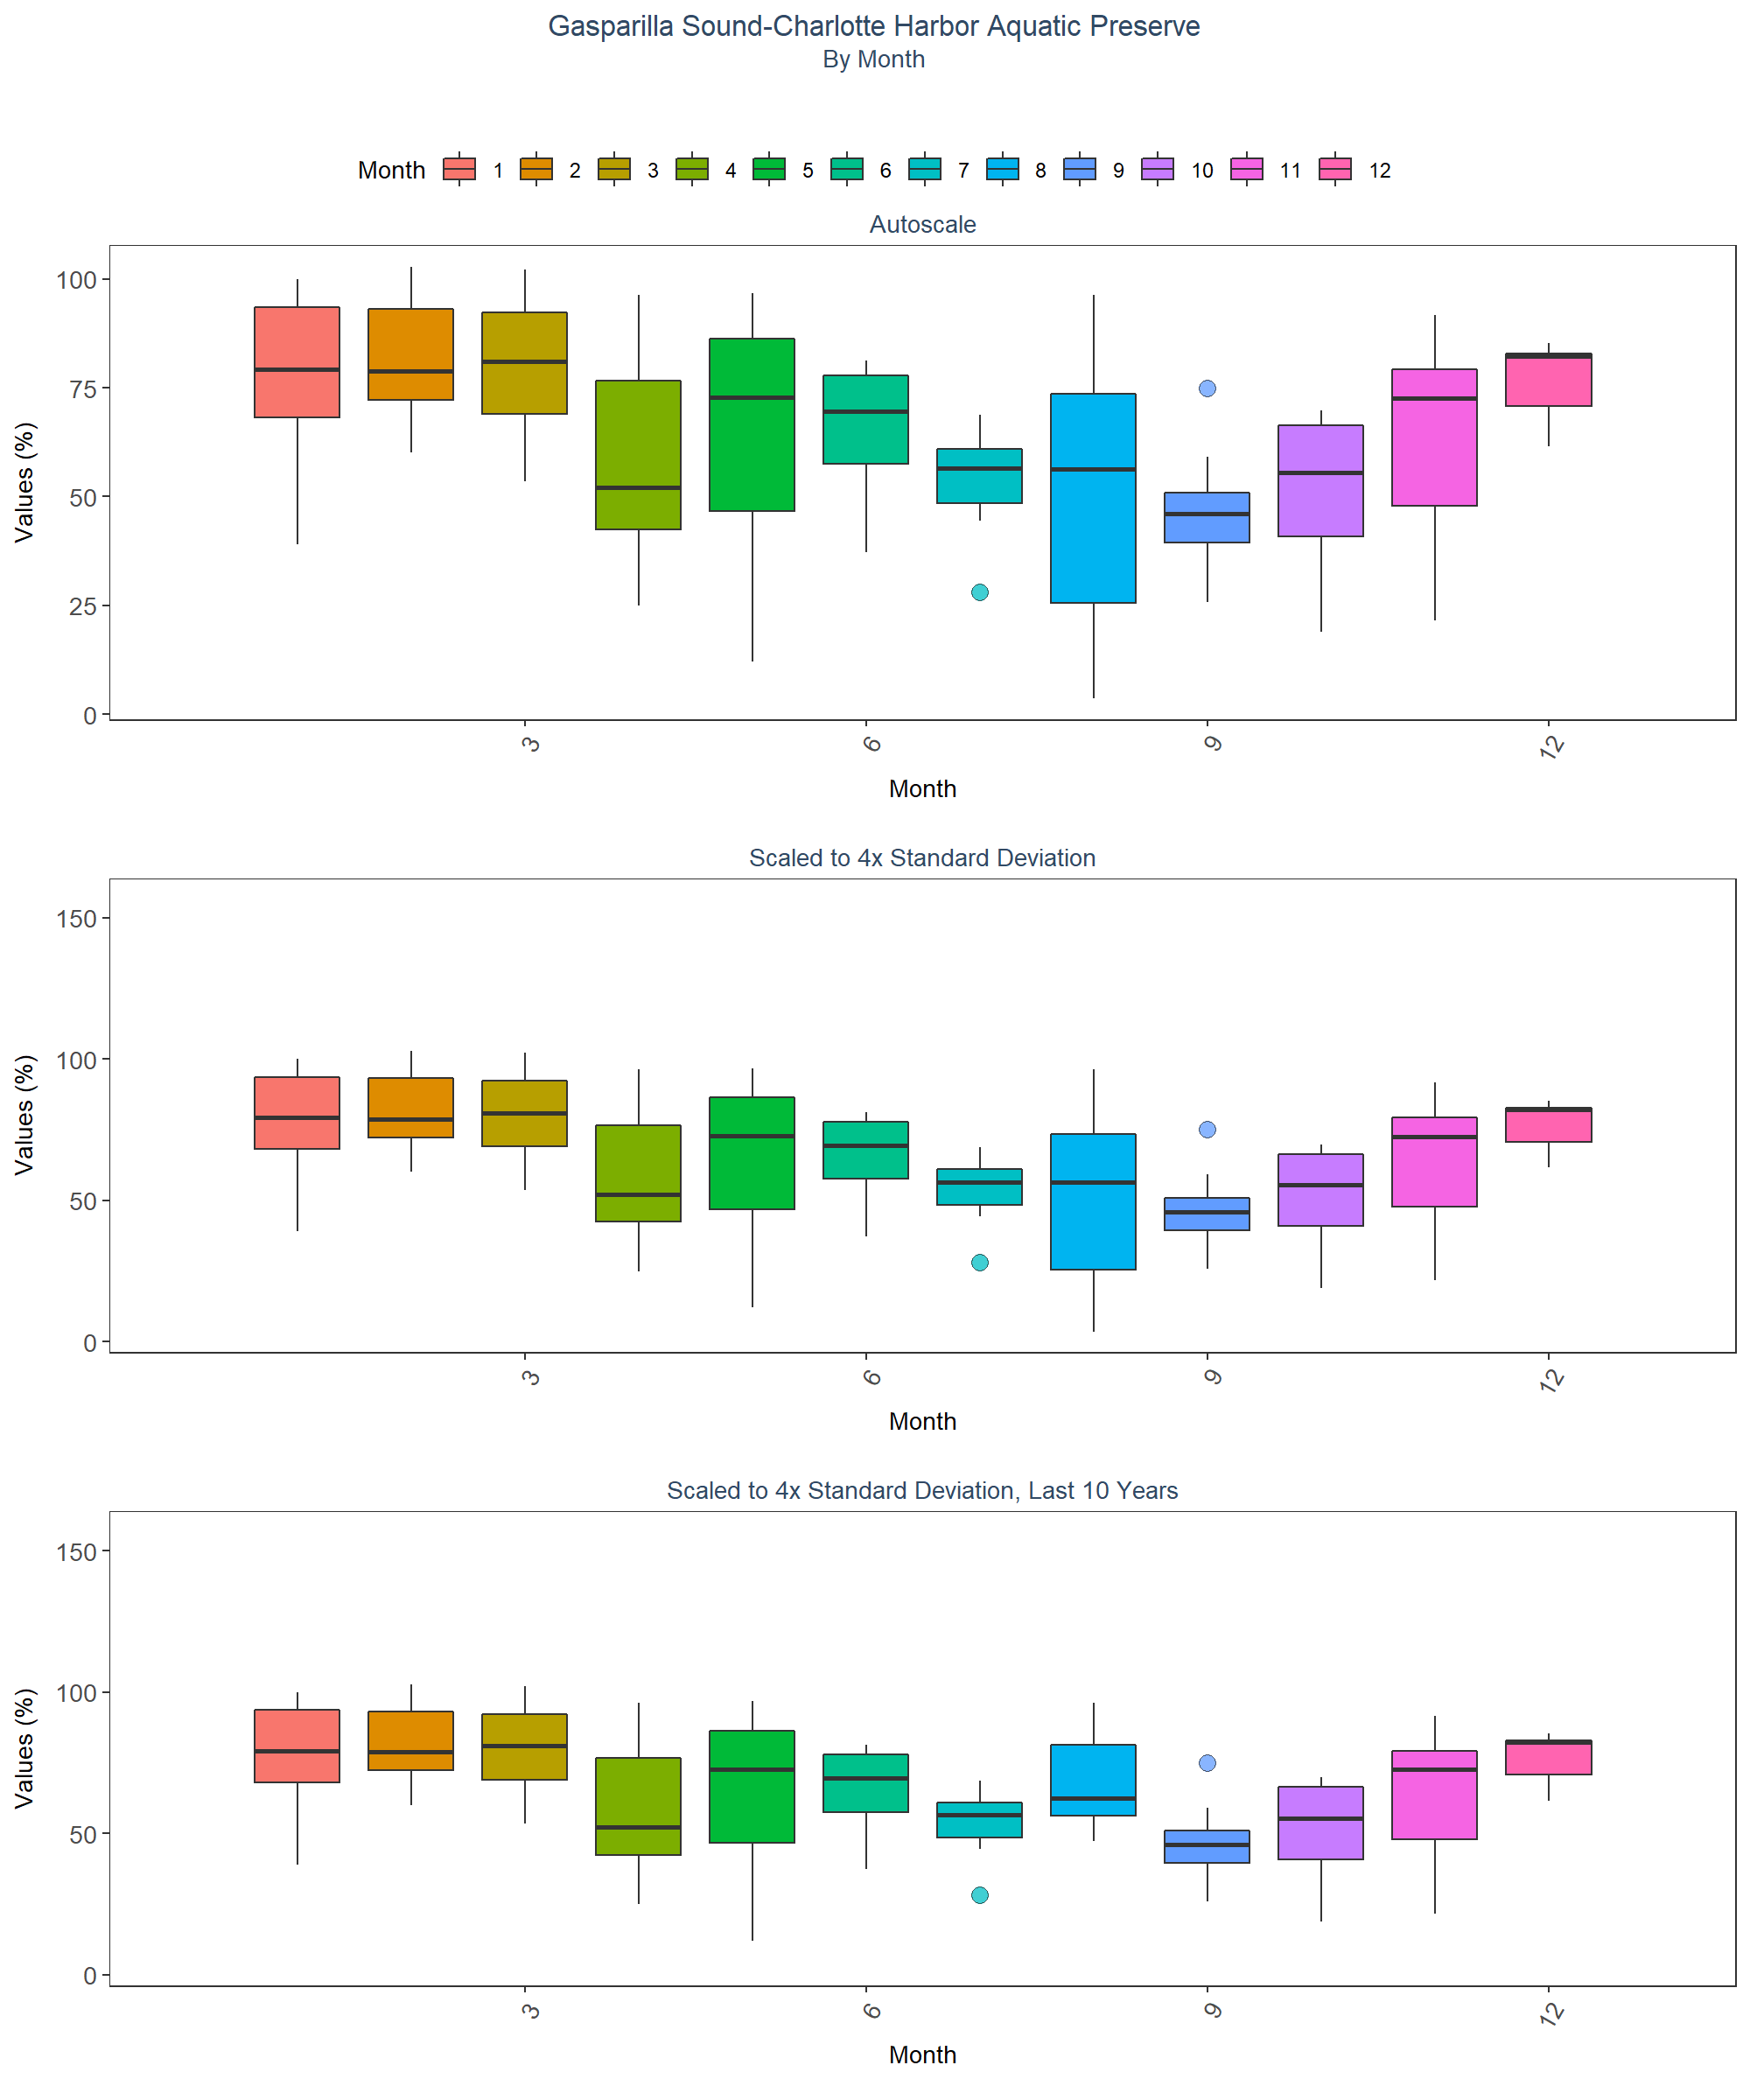 Gasparilla Sound-Charlotte Harbor Aquatic Preserve
By Month
Month 1 2 3 4 5 6 7 8 9 10 11 12
Autoscale
100
75
50
25
0
Values (%)
3 6 9 12
Month
Scaled to 4x Standard Deviation
150
100
50
0
Values (%)
3 6 9 12
Month
Scaled to 4x Standard Deviation, Last 10 Years
150
100
50
0
Values (%)
3 6 9 12
Month